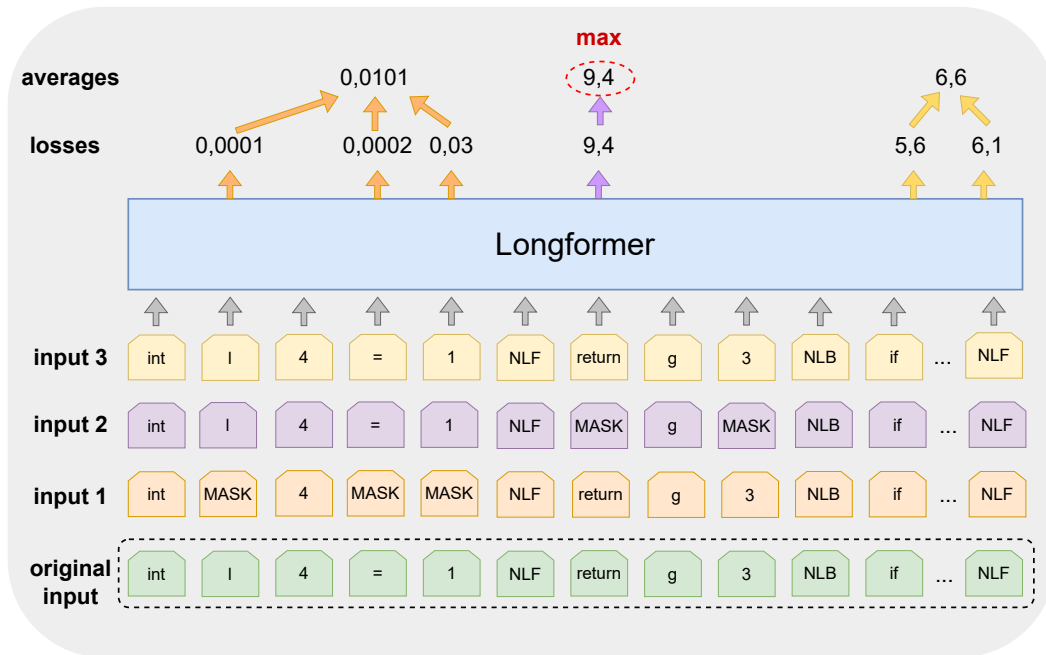 max
averages 0,0101 9,4 6,6
losses 0,0001 0,0002 0,03 9,4 5,6 6,1
Longformer
input 3 int I 4 = 1 NLF return g 3 NLB if ... NLF
input 2 int I 4 = 1 NLF MASK g MASK NLB if ... NLF
input 1 int MASK 4 MASK MASK NLF return g 3 NLB if ... NLF
original
input
int I 4 = 1 NLF return g 3 NLB if ... NLF